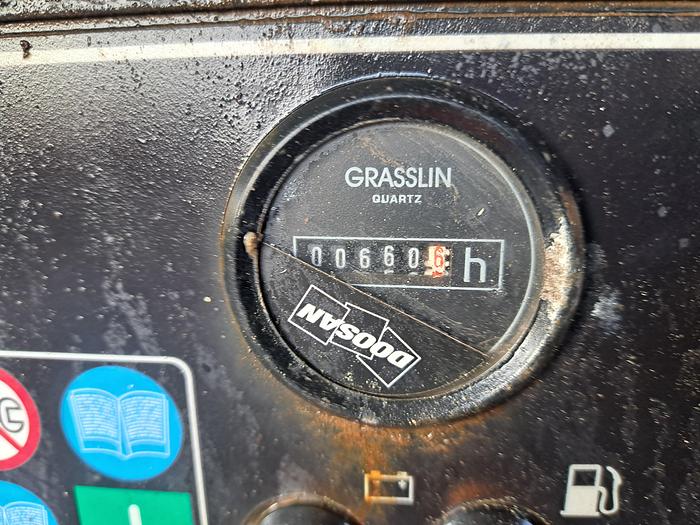 GRASSLIN
QUARTZ
006606 h
DOOSAN
G